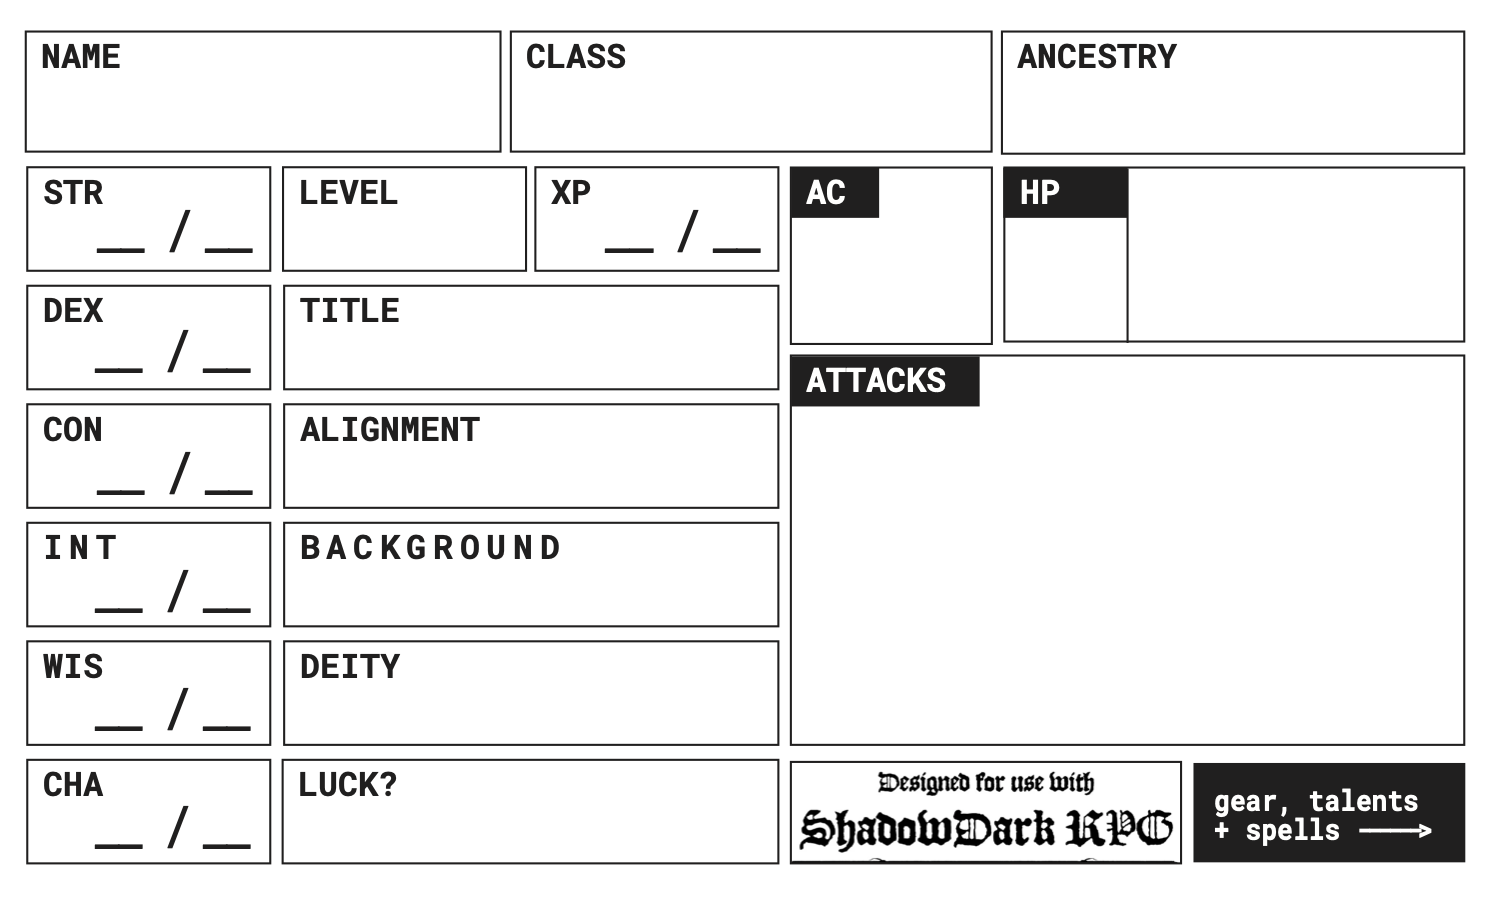 NAME
CLASS
ANCESTRY
STR
__ / __
LEVEL
XP
__ / __
AC
HP
DEX
__ / __
TITLE
ATTACKS
CON
__ / __
ALIGNMENT
INT
__ / __
BACKGROUND
WIS
__ / __
DEITY
CHA
__ / __
LUCK?
Designed for use with
ShadowDark RPG
gear, talents
+ spells ⟶